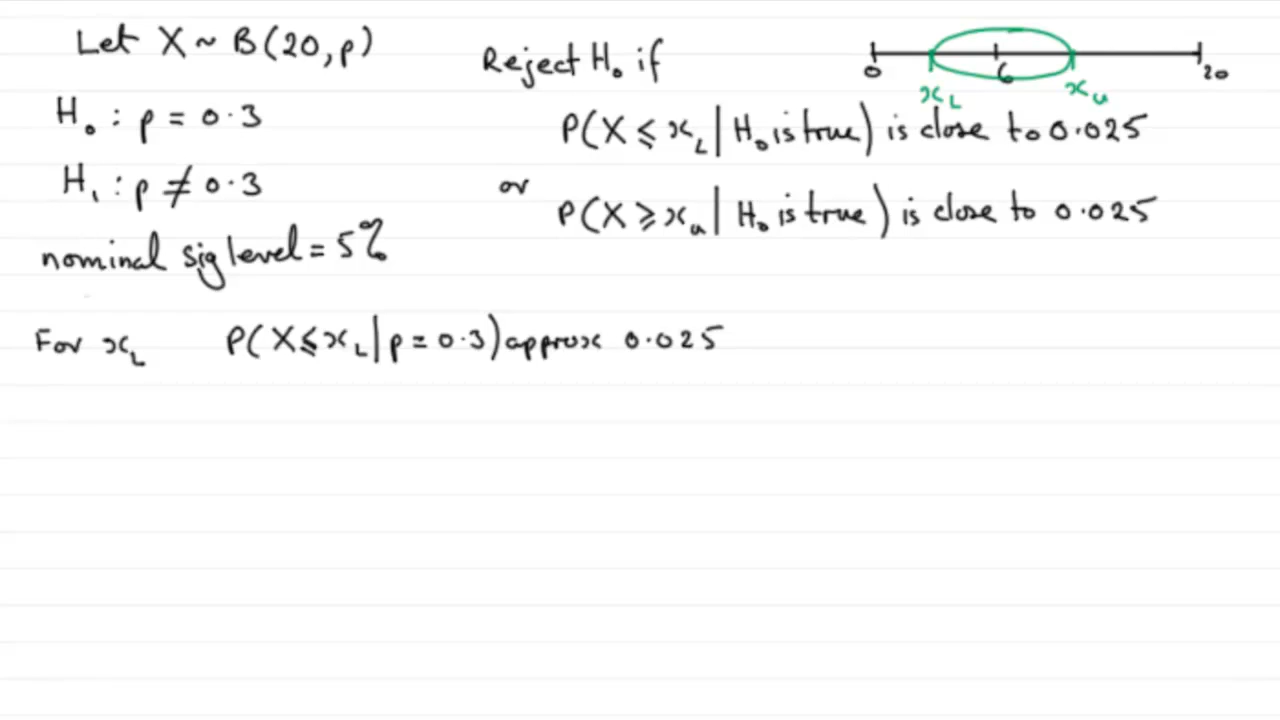 Let X ~ B(20, p)
H₀ : p = 0.3
H₁ : p ≠ 0.3
nominal sig level = 5%
Reject H₀ if
0 6 20
x_L x_u
P(X ⩽ x_L | H₀ is true) is close to 0.025
or
P(X ⩾ x_u | H₀ is true) is close to 0.025
For x_L P(X ⩽ x_L | p = 0.3) approx 0.025